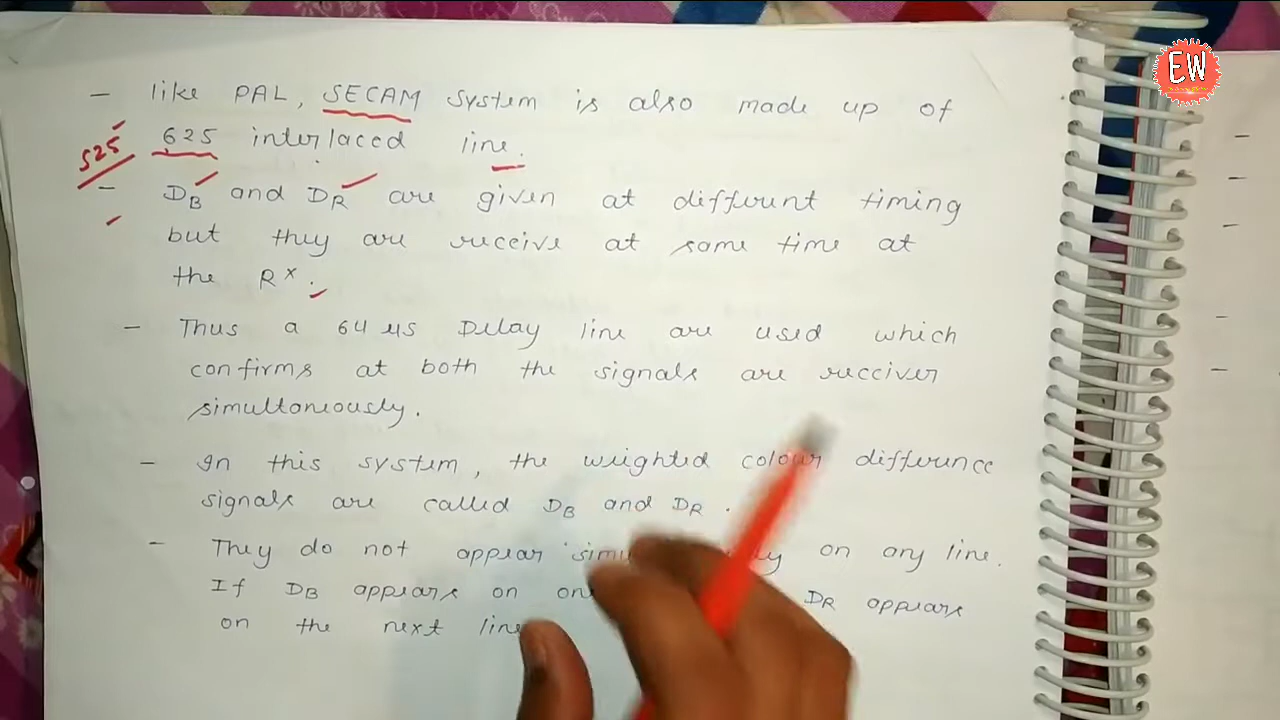 EW
- like PAL, SECAM system is also made up of
525 625 interlaced line.
- DB and DR are given at different timing
but they are receive at same time at
the Rx.
- Thus a 64 us Delay line are used which
confirms at both the signals are receiver
simultaneously.
- In this system, the weighted colour difference
signals are called DB and DR.
- They do not appear on any line.
If DB appears on DR appears
on the next line